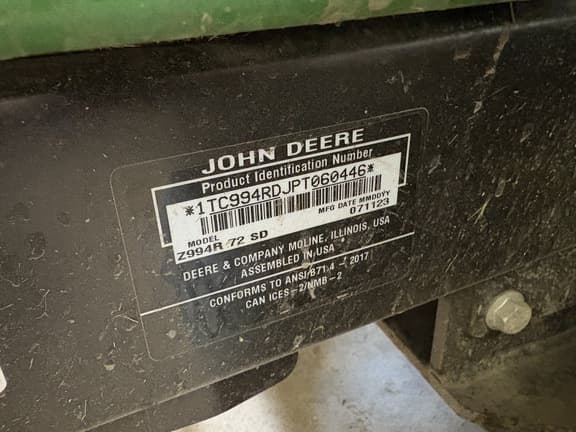 JOHN DEERE
Product Identification Number
*1TC994RDJPT060446*
MODEL MFG DATE MMDDYY
Z994R 72 SD 071123
DEERE & COMPANY MOLINE, ILLINOIS, USA
ASSEMBLED IN USA
CONFORMS TO ANSI B71.4 - 2017
CAN ICES-2/NMB-2